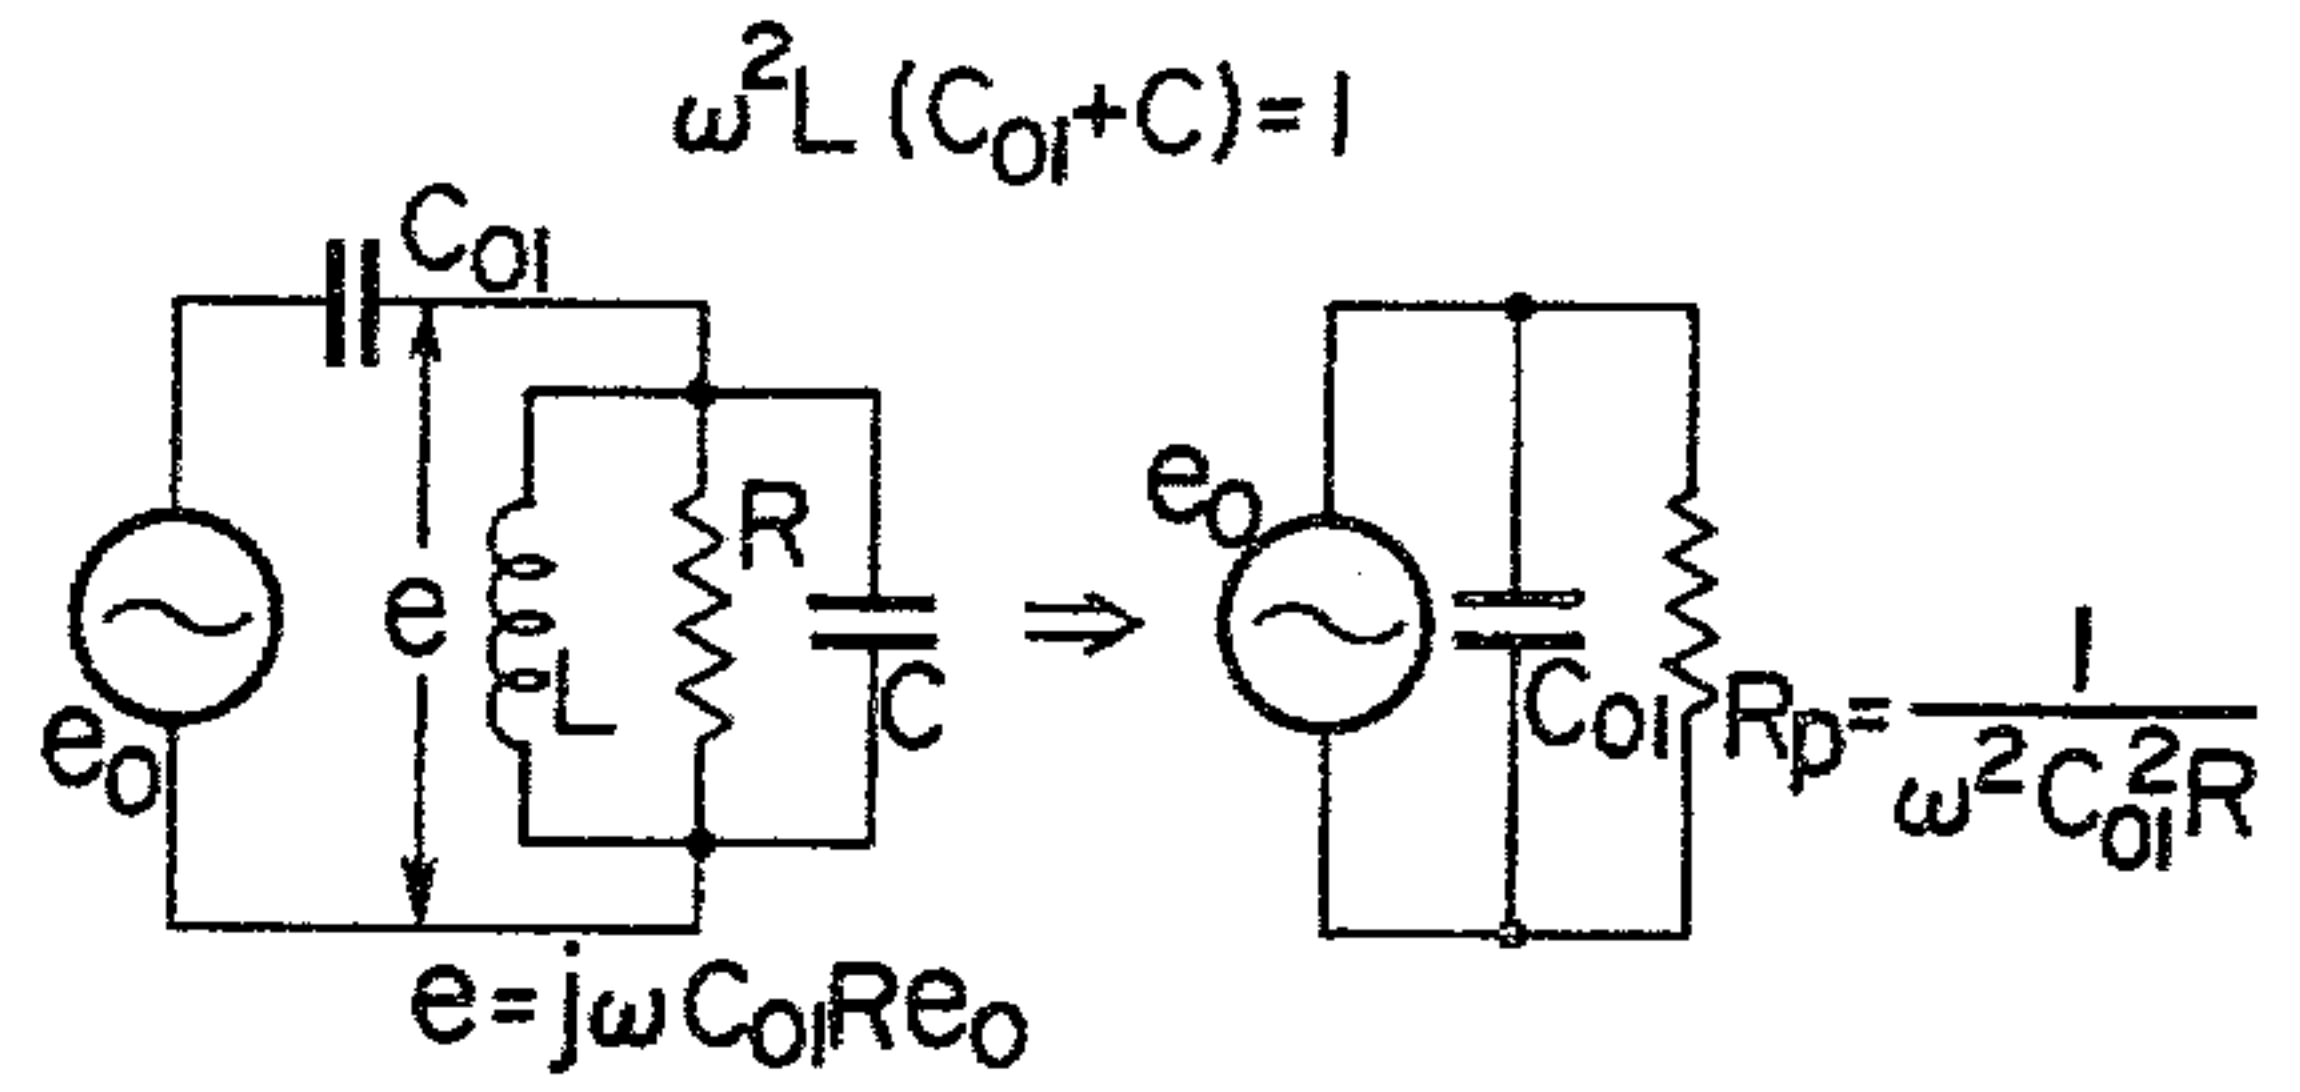 ω²L(C₀₁+C)=1
C₀₁
e
e₀
L
R
C
e=jωC₀₁Re₀
⇒
e₀
C₀₁
Rp=1/ω²C₀₁²R